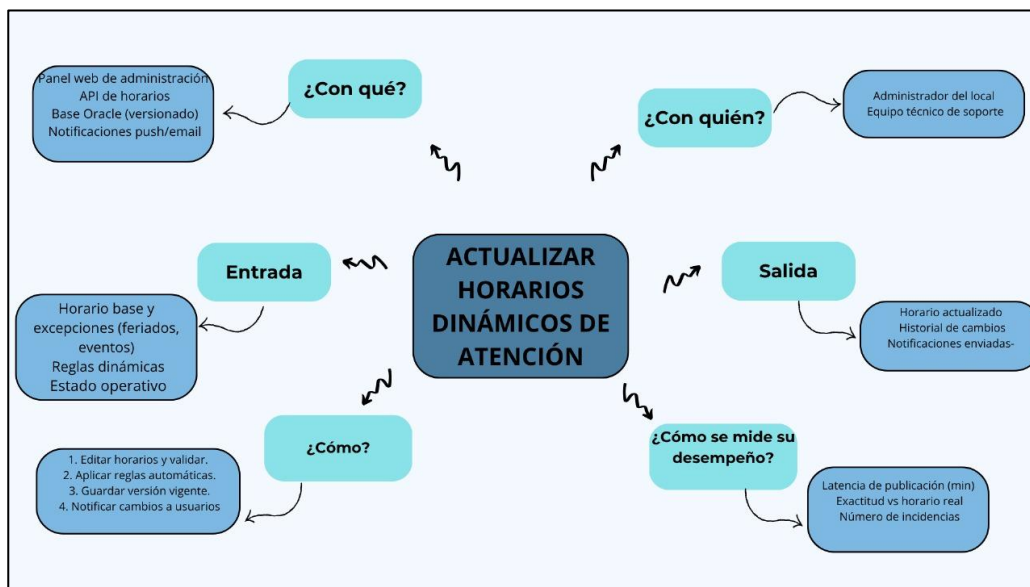 ¿Con qué?
Panel web de administración
API de horarios
Base Oracle (versionado)
Notificaciones push/email
¿Con quién?
Administrador del local
Equipo técnico de soporte
ACTUALIZAR
HORARIOS
DINÁMICOS DE
ATENCIÓN
Entrada
Horario base y
excepciones (feriados,
eventos)
Reglas dinámicas
Estado operativo
Salida
Horario actualizado
Historial de cambios
Notificaciones enviadas-
¿Cómo?
1. Editar horarios y validar.
2. Aplicar reglas automáticas.
3. Guardar versión vigente.
4. Notificar cambios a usuarios
¿Cómo se mide su
desempeño?
Latencia de publicación (min)
Exactitud vs horario real
Número de incidencias